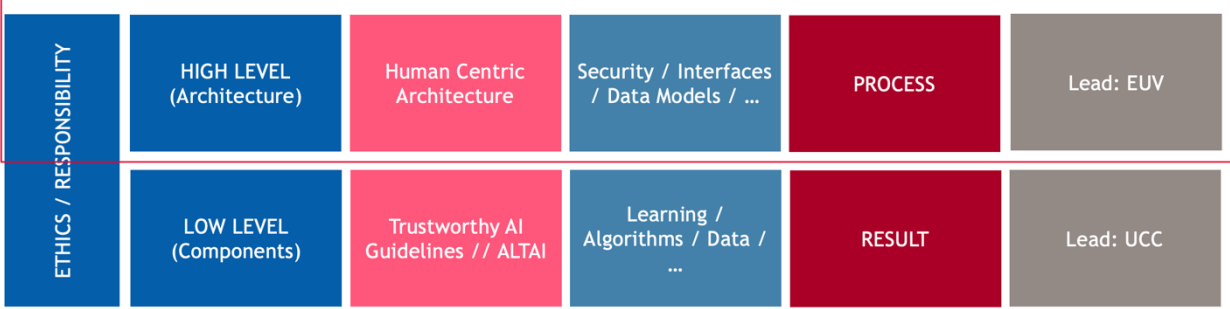 ETHICS / RESPONSIBILITY
HIGH LEVEL
(Architecture)
Human Centric
Architecture
Security / Interfaces
/ Data Models / …
PROCESS
Lead: EUV
LOW LEVEL
(Components)
Trustworthy AI
Guidelines // ALTAI
Learning /
Algorithms / Data /
…
RESULT
Lead: UCC